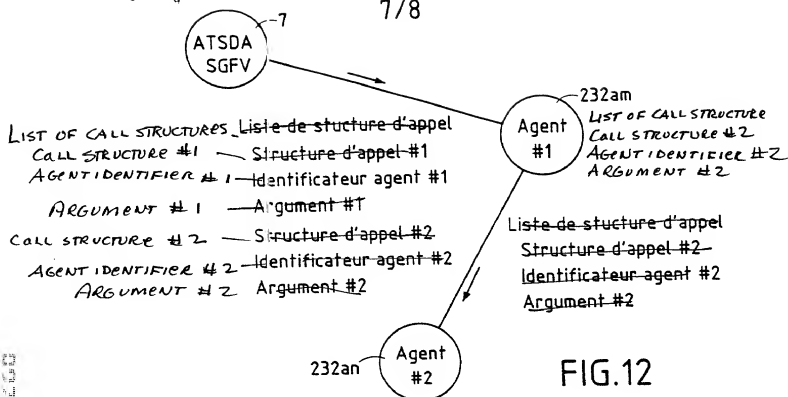 7/8
7
ATSDA
SGFV
232am
Agent
#1
LIST OF CALL STRUCTURE
CALL STRUCTURE #2
AGENT IDENTIFIER #2
ARGUMENT #2
LIST OF CALL STRUCTURES Liste de stucture d'appel
CALL STRUCTURE #1 Structure d'appel #1
AGENT IDENTIFIER #1 Identificateur agent #1
ARGUMENT #1 Argument #1
CALL STRUCTURE #2 Structure d'appel #2
AGENT IDENTIFIER #2 Identificateur agent #2
ARGUMENT #2 Argument #2
Liste de stucture d'appel
Structure d'appel #2
Identificateur agent #2
Argument #2
232an
Agent
#2
FIG.12